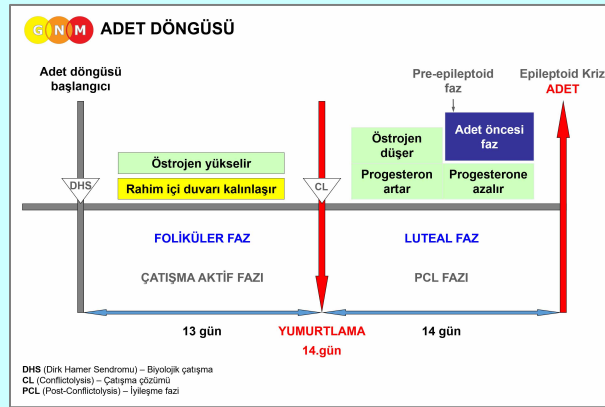 GNM ADET DÖNGÜSÜ
Adet döngüsü
başlangıcı
Pre-epileptoid
faz
Epileptoid Kriz
ADET
Östrojen yükselir
Rahim içi duvarı kalınlaşır
Östrojen
düşer
Adet öncesi
faz
Progesteron
artar
Progesterone
azalır
DHS
CL
FOLİKÜLER FAZ
LUTEAL FAZ
ÇATIŞMA AKTİF FAZI
PCL FAZI
13 gün
YUMURTLAMA
14.gün
14 gün
DHS (Dirk Hamer Sendromu) – Biyolojik çatışma
CL (Conflictolysis) – Çatışma çözümü
PCL (Post-Conflictolysis) – İyileşme fazi